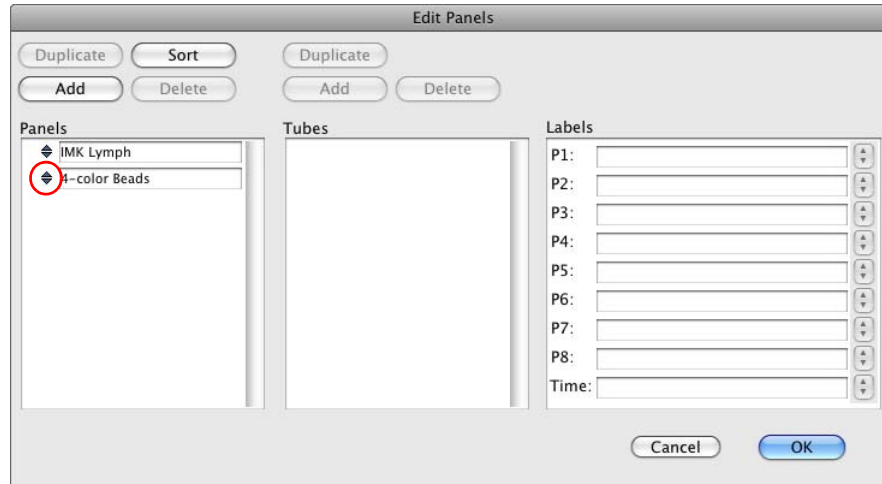 Edit Panels
Duplicate Sort Duplicate
Add Delete Add Delete
Panels Tubes Labels
IMK Lymph
4-color Beads
P1:
P2:
P3:
P4:
P5:
P6:
P7:
P8:
Time:
Cancel OK